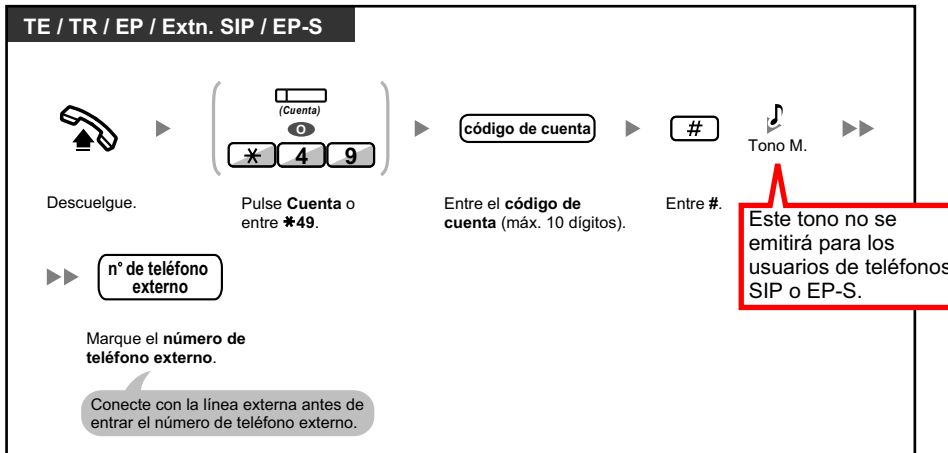 TE / TR / EP / Extn. SIP / EP-S
(Cuenta)
O
✱ 4 9
código de cuenta
#
Tono M.
Descuelgue.
Pulse Cuenta o
entre ✱49.
Entre el código de
cuenta (máx. 10 dígitos).
Entre #.
Este tono no se
emitirá para los
usuarios de teléfonos
SIP o EP-S.
n° de teléfono
externo
Marque el número de
teléfono externo.
Conecte con la línea externa antes de
entrar el número de teléfono externo.